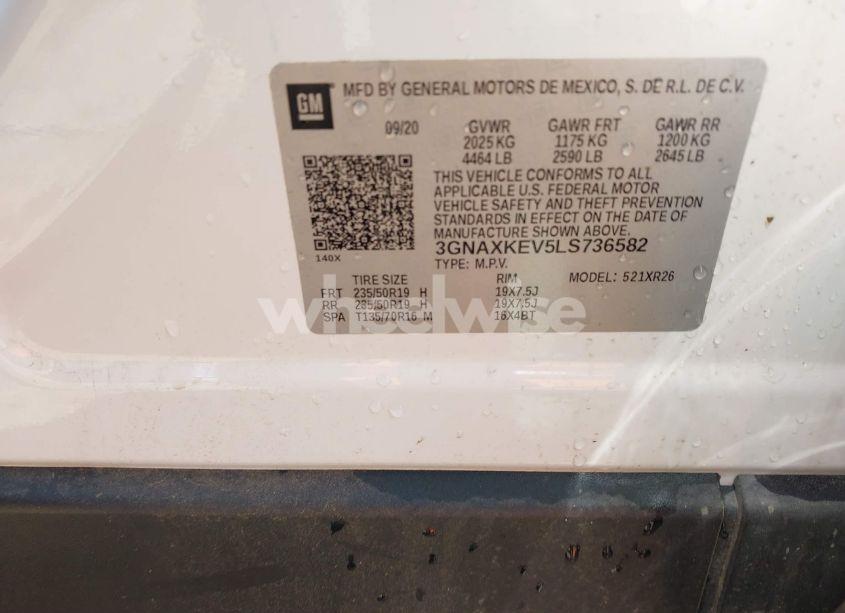 GM
MFD BY GENERAL MOTORS DE MEXICO, S. DE R.L. DE C.V.
09/20 GVWR GAWR FRT GAWR RR
2025 KG 1175 KG 1200 KG
4464 LB 2590 LB 2645 LB
THIS VEHICLE CONFORMS TO ALL
APPLICABLE U.S. FEDERAL MOTOR
VEHICLE SAFETY AND THEFT PREVENTION
STANDARDS IN EFFECT ON THE DATE OF
MANUFACTURE SHOWN ABOVE.
140X 3GNAXKEV5LS736582
TYPE: M.P.V. MODEL: 521XR26
TIRE SIZE RIM
FRT 235/50R19 H 19X7.5J
RR 235/50R19 H 19X7.5J
SPA T135/70R16 M 16X4BT
wheelwise